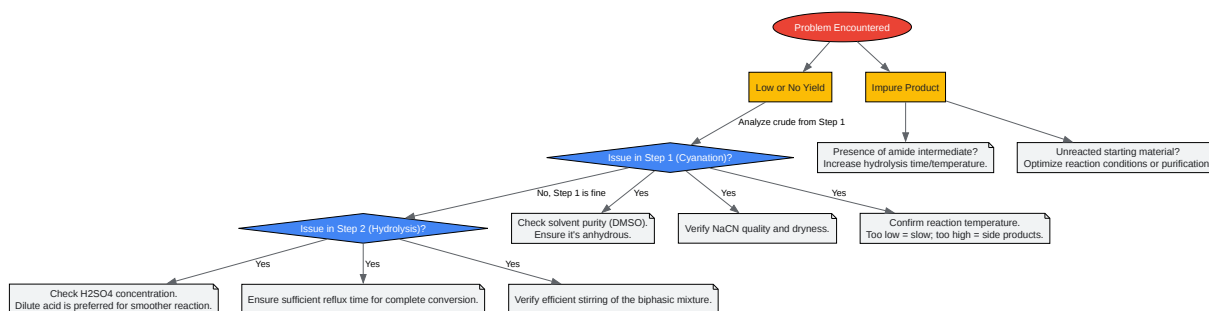 Problem Encountered
Low or No Yield
Impure Product
Analyze crude from Step 1
Issue in Step 1 (Cyanation)?
Presence of amide intermediate?
Increase hydrolysis time/temperature.
Unreacted starting material?
Optimize reaction conditions or purification
No, Step 1 is fine
Yes
Yes
Yes
Issue in Step 2 (Hydrolysis)?
Check solvent purity (DMSO).
Ensure it's anhydrous.
Verify NaCN quality and dryness.
Confirm reaction temperature.
Too low = slow; too high = side products.
Yes
Yes
Yes
Check H2SO4 concentration.
Dilute acid is preferred for smoother reaction.
Ensure sufficient reflux time for complete conversion.
Verify efficient stirring of the biphasic mixture.